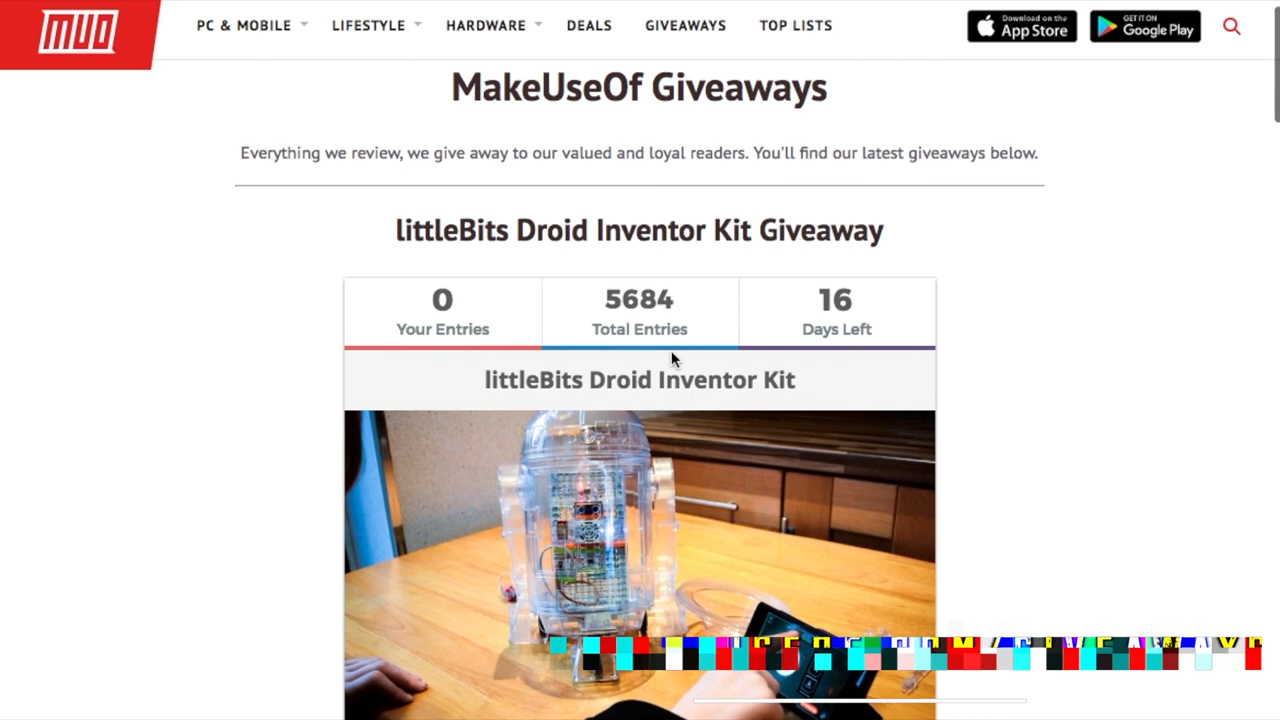 MUO
PC & MOBILE
LIFESTYLE
HARDWARE
DEALS
GIVEAWAYS
TOP LISTS
Download on the
App Store
GET IT ON
Google Play
MakeUseOf Giveaways
Everything we review, we give away to our valued and loyal readers. You'll find our latest giveaways below.
littleBits Droid Inventor Kit Giveaway
0
Your Entries
5684
Total Entries
16
Days Left
littleBits Droid Inventor Kit